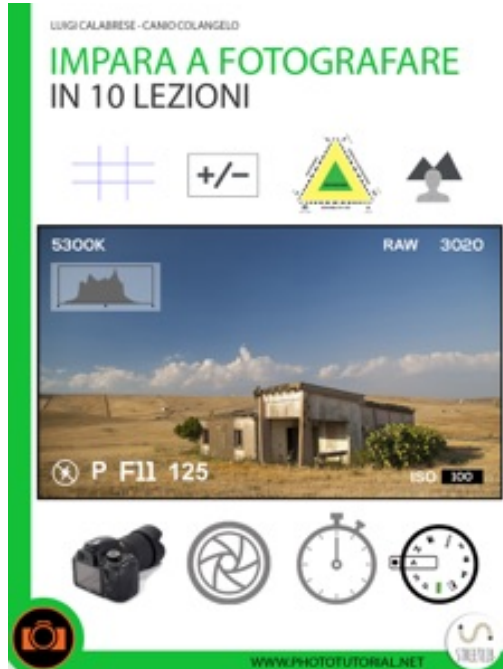 LUIGI CALABRESE - CANIO COLANGELO
IMPARA A FOTOGRAFARE
IN 10 LEZIONI
+/−
5300K
RAW 3020
P F11 125
ISO 100
WWW.PHOTOTUTORIAL.NET